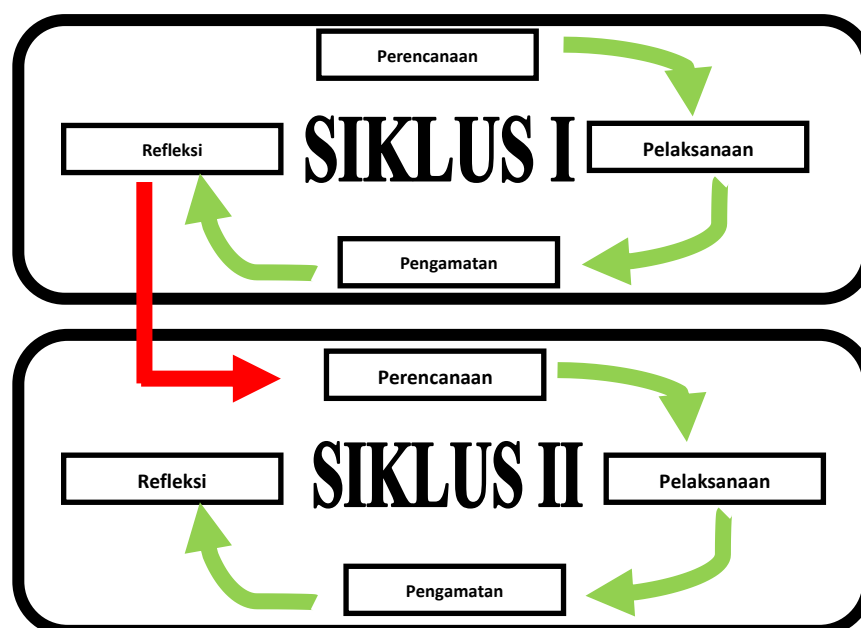 Perencanaan
Refleksi
SIKLUS I
Pelaksanaan
Pengamatan
Perencanaan
Refleksi
SIKLUS II
Pelaksanaan
Pengamatan